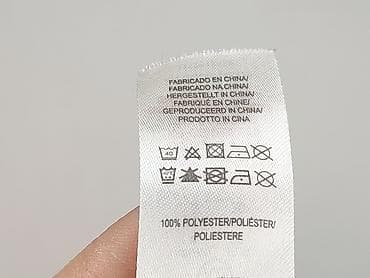 FABRICADO EN CHINA/
FABRICADO NA CHINA/
HERGESTELLT IN CHINA/
FABRIQUÉ EN CHINE/
GEPRODUCEERD IN CHINA/
PRODOTTO IN CINA
40
100% POLYESTER/POLIÉSTER/
POLIESTERE